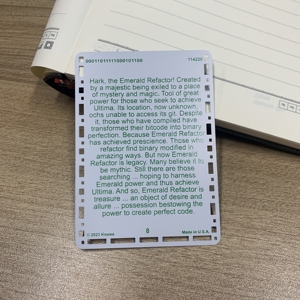 00011011111000101100 114220
Hark, the Emerald Refactor! Created
by a majestic being exiled to a place
of mystery and magic. Tool of great
power for those who seek to achieve
Ultima. Its location, now unknown,
ochs unable to access its git. Despite
it, those who have compiled have
transformed their bitcode into binary
perfection. Because Emerald Refactor
has achieved prescience. Those who
refactor find binary modified in
amazing ways. But now Emerald
Refactor is legacy. Many believe it to
be mythic. Still there are those
searching ... hoping to harness
Emerald power and thus achieve
Ultima. And so, Emerald Refactor is
treasure ... an object of desire and
allure ... possession bestowing the
power to create perfect code.
8
© 2023 Made in U.S.A.